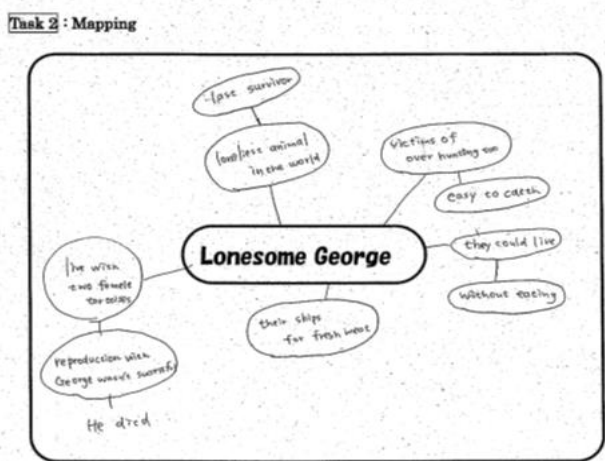 Task 2 : Mapping
last survivor
loneliest animal
in the world
victims of
over hunting
easy to catch
Lonesome George
they could live
without eating
live with
two female
tortoises
their ships
for fresh meat
reproduction with
George wasn't
He died